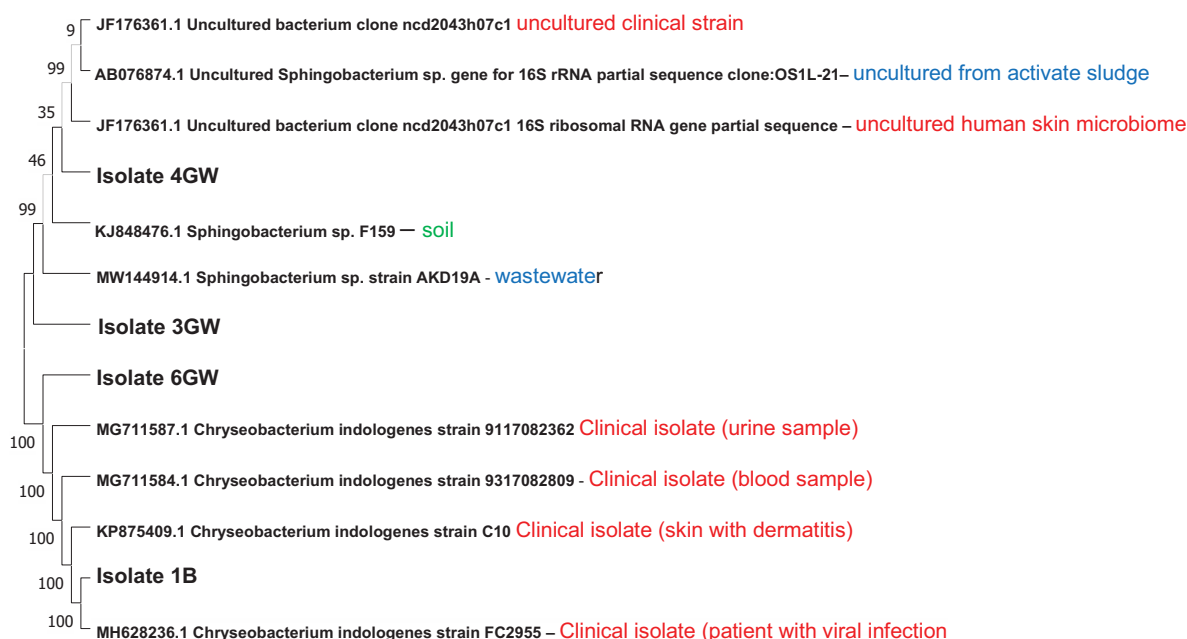 9
JF176361.1 Uncultured bacterium clone ncd2043h07c1 uncultured clinical strain
99
AB076874.1 Uncultured Sphingobacterium sp. gene for 16S rRNA partial sequence clone:OS1L-21– uncultured from activate sludge
35
JF176361.1 Uncultured bacterium clone ncd2043h07c1 16S ribosomal RNA gene partial sequence – uncultured human skin microbiome
46
Isolate 4GW
99
KJ848476.1 Sphingobacterium sp. F159 – soil
MW144914.1 Sphingobacterium sp. strain AKD19A - wastewater
Isolate 3GW
Isolate 6GW
100
MG711587.1 Chryseobacterium indologenes strain 9117082362 Clinical isolate (urine sample)
100
MG711584.1 Chryseobacterium indologenes strain 9317082809 - Clinical isolate (blood sample)
100
KP875409.1 Chryseobacterium indologenes strain C10 Clinical isolate (skin with dermatitis)
100
Isolate 1B
100
MH628236.1 Chryseobacterium indologenes strain FC2955 – Clinical isolate (patient with viral infection